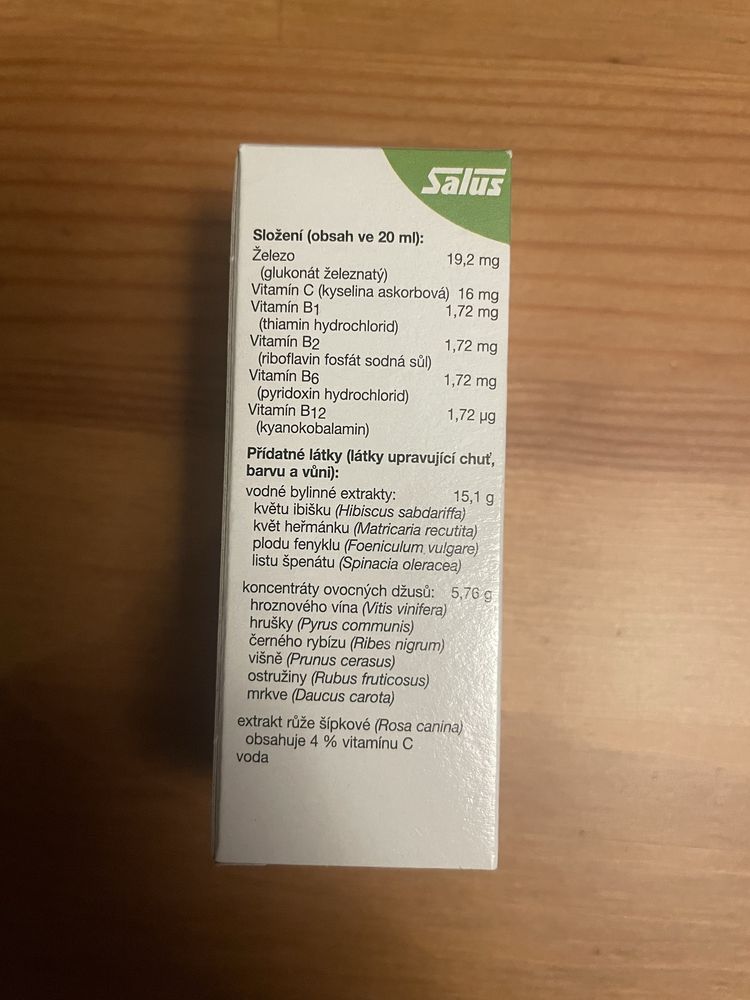 Salus
Složení (obsah ve 20 ml):
Železo 19,2 mg
(glukonát železnatý)
Vitamín C (kyselina askorbová) 16 mg
Vitamín B1 1,72 mg
(thiamin hydrochlorid)
Vitamín B2 1,72 mg
(riboflavin fosfát sodná sůl)
Vitamín B6 1,72 mg
(pyridoxin hydrochlorid)
Vitamín B12 1,72 µg
(kyanokobalamin)
Přídatné látky (látky upravující chuť,
barvu a vůni):
vodné bylinné extrakty: 15,1 g
květu ibišku (Hibiscus sabdariffa)
květ heřmánku (Matricaria recutita)
plodu fenyklu (Foeniculum vulgare)
listu špenátu (Spinacia oleracea)
koncentráty ovocných džusů: 5,76 g
hroznového vína (Vitis vinifera)
hrušky (Pyrus communis)
černého rybízu (Ribes nigrum)
višně (Prunus cerasus)
ostružiny (Rubus fruticosus)
mrkve (Daucus carota)
extrakt růže šípkové (Rosa canina)
obsahuje 4 % vitamínu C
voda